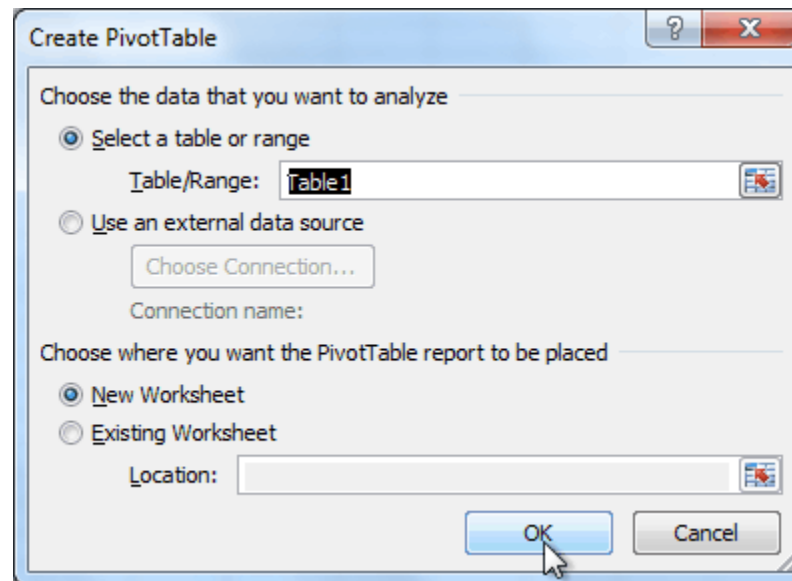 Create PivotTable
Choose the data that you want to analyze
Select a table or range
Table/Range: Table1
Use an external data source
Choose Connection...
Connection name:
Choose where you want the PivotTable report to be placed
New Worksheet
Existing Worksheet
Location:
OK Cancel